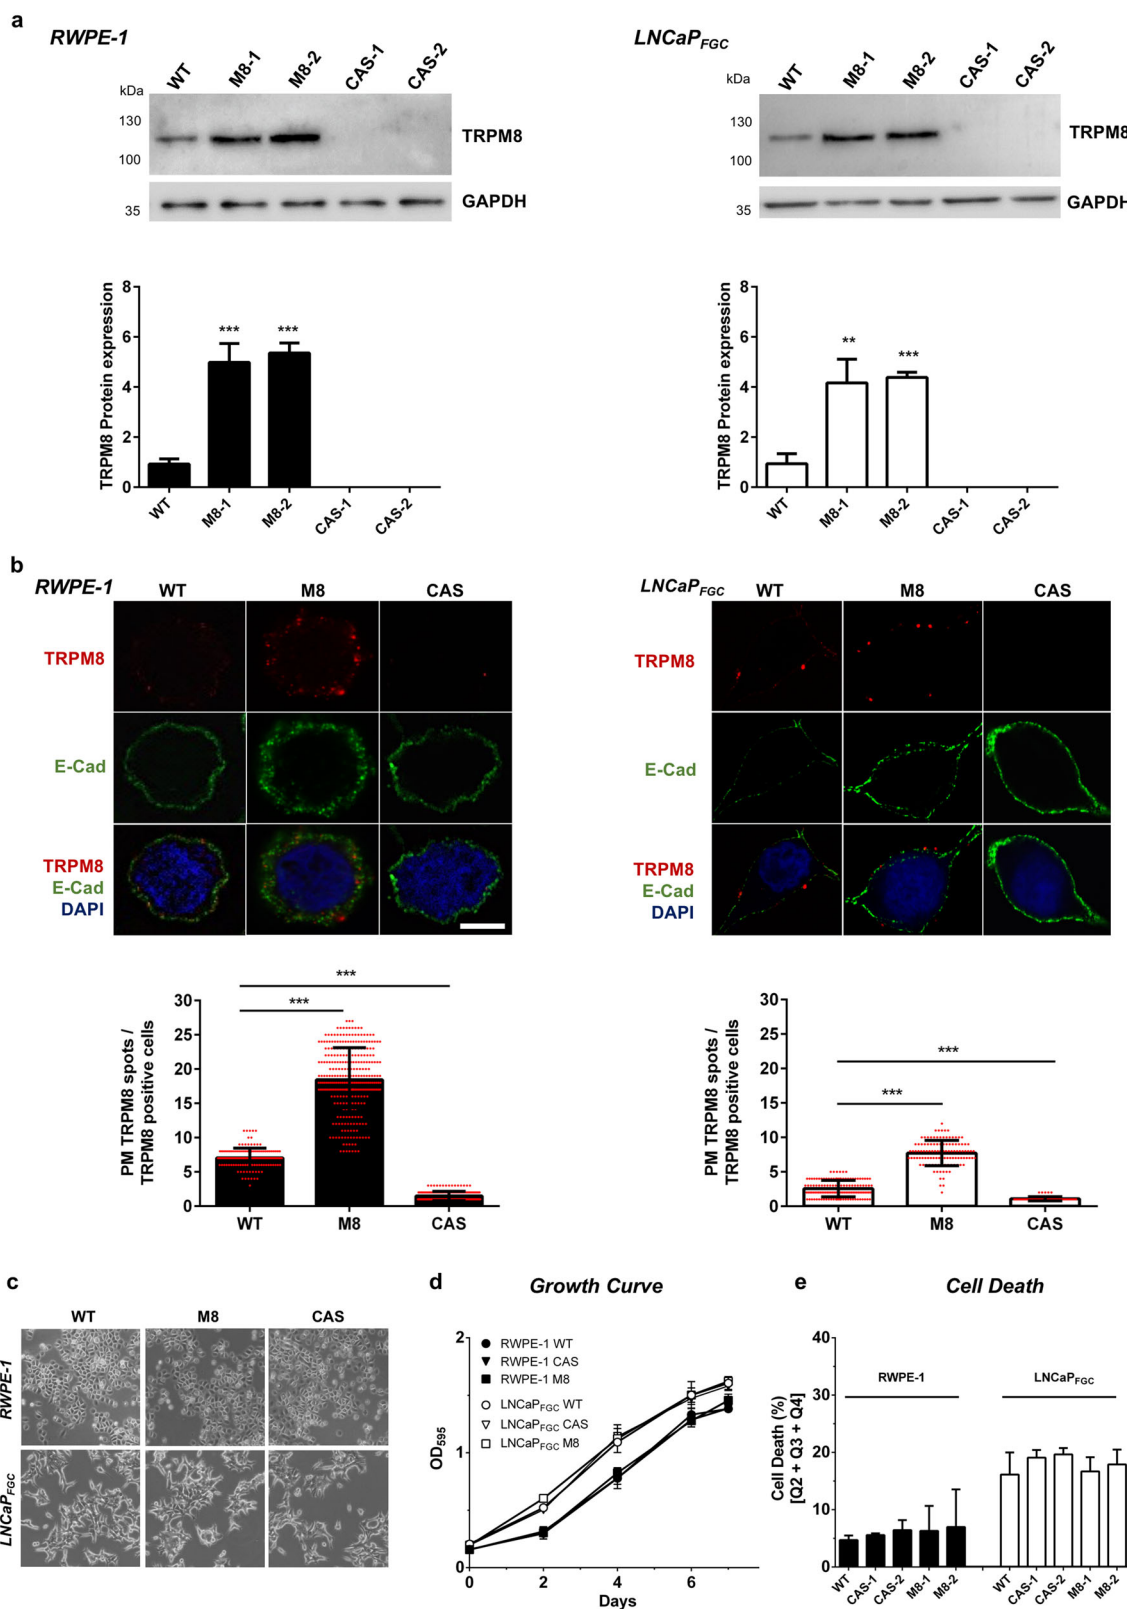 a
RWPE-1
LNCaPFGC
WT M8-1 M8-2 CAS-1 CAS-2
WT M8-1 M8-2 CAS-1 CAS-2
kDa
kDa
130
100
TRPM8
130
100
TRPM8
35
GAPDH
35
GAPDH
TRPM8 Protein expression
8
6
4
2
0
*** ***
WT M8-1 M8-2 CAS-1 CAS-2
TRPM8 Protein expression
8
6
4
2
0
** ***
WT M8-1 M8-2 CAS-1 CAS-2
b
RWPE-1
WT M8 CAS
TRPM8
E-Cad
TRPM8
E-Cad
DAPI
LNCaPFGC
WT M8 CAS
TRPM8
E-Cad
TRPM8
E-Cad
DAPI
PM TRPM8 spots /
TRPM8 positive cells
30
25
20
15
10
5
0
***
***
WT M8 CAS
PM TRPM8 spots /
TRPM8 positive cells
30
25
20
15
10
5
0
***
***
WT M8 CAS
c
WT M8 CAS
RWPE-1
LNCaPFGC
d
Growth Curve
OD595
2
1
0
RWPE-1 WT
RWPE-1 CAS
RWPE-1 M8
LNCaPFGC WT
LNCaPFGC CAS
LNCaPFGC M8
0 2 4 6
Days
e
Cell Death
Cell Death (%)
[Q2 + Q3 + Q4]
40
30
20
10
0
RWPE-1
LNCaPFGC
WT CAS-1 CAS-2 M8-1 M8-2 WT CAS-1 CAS-2 M8-1 M8-2